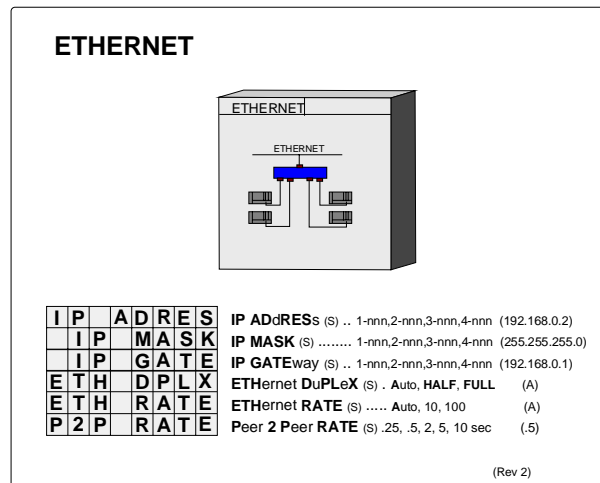 ETHERNET
ETHERNET
ETHERNET
IP ADRES IP ADdRESs (S) .. 1-nnn,2-nnn,3-nnn,4-nnn (192.168.0.2)
IP MASK IP MASK (S) ........ 1-nnn,2-nnn,3-nnn,4-nnn (255.255.255.0)
IP GATE IP GATEway (S) .. 1-nnn,2-nnn,3-nnn,4-nnn (192.168.0.1)
ETH DPLX ETHernet DuPLeX (S) . Auto, HALF, FULL (A)
ETH RATE ETHernet RATE (S) ..... Auto, 10, 100 (A)
P2P RATE Peer 2 Peer RATE (S) .25, .5, 2, 5, 10 sec (.5)
(Rev 2)